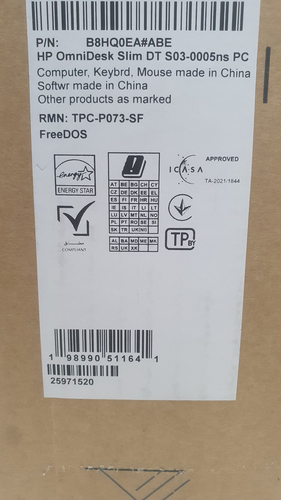 P/N: B8HQ0EA#ABE
HP OmniDesk Slim DT S03-0005ns PC
Computer, Keybrd, Mouse made in China
Softwr made in China
Other products as marked
RMN: TPC-P073-SF
FreeDOS
energy
ENERGY STAR
AT BE BG CH CY
CZ DE DK EE EL
ES FI FR HR HU
IE IS IT LI LT
LU LV MT NL NO
PL PT RO SE SI
SK TR UK(NI)
AL BA MD ME MK
RS UK XK
ICASA
APPROVED
TA-2021/1844
COMPLIANT
TP BY
1 98990 51164 1
25971520